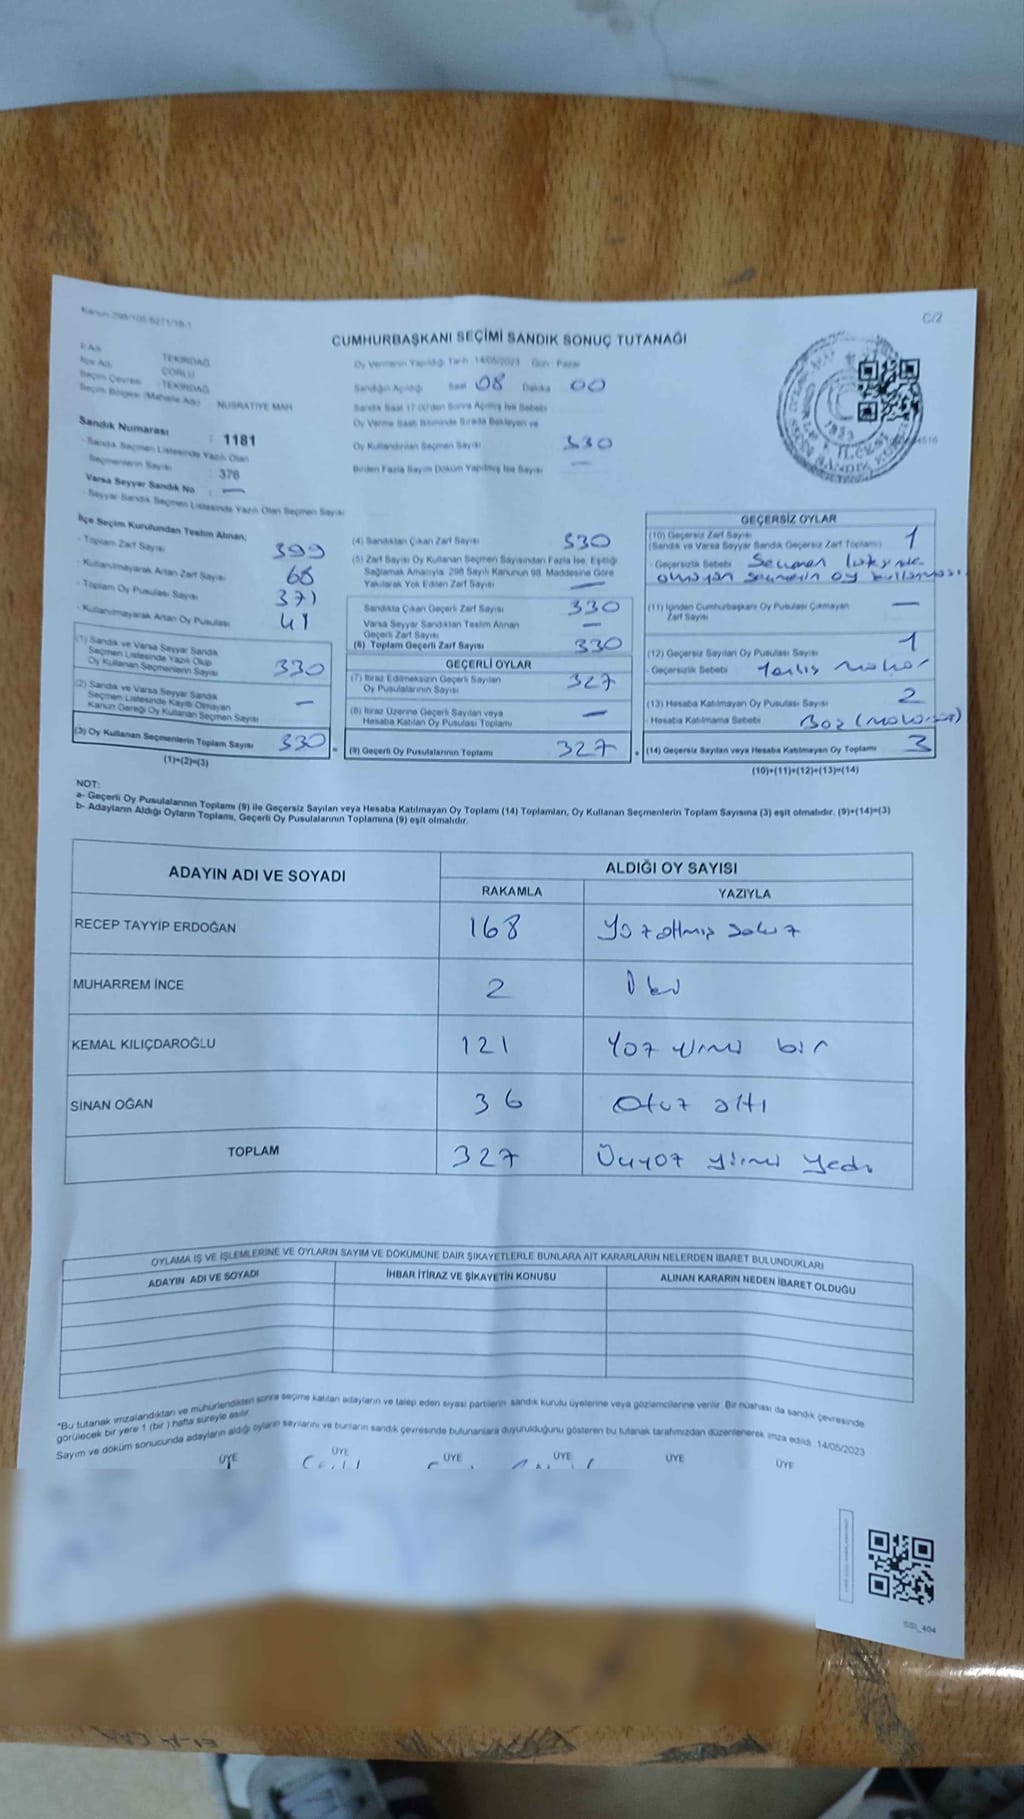 Kanun:298/105-6271/18-1
C/2
CUMHURBAŞKANI SEÇİMİ SANDIK SONUÇ TUTANAĞI
İl Adı : TEKİRDAĞ
İlçe Adı : ÇORLU
Seçim Çevresi : TEKİRDAĞ
Seçim Bölgesi (Mahalle Adı) : NUSRATİYE MAH
Sandık Numarası : 1181
- Sandık Seçmen Listesinde Yazılı Olan
Seçmenlerin Sayısı : 376
Varsa Seyyar Sandık No : —
- Seyyar Sandık Seçmen Listesinde Yazılı Olan Seçmen Sayısı:
Oy Vermenin Yapıldığı Tarih 14/05/2023 Gün : Pazar
Sandığın Açıldığı Saat 08 Dakika 00
Sandık Saat 17:00'den Sonra Açılmış İse Sebebi
Oy Verme Saati Bitiminde Sırada Bekleyen ve
Oy Kullandırılan Seçmen Sayısı 330
Birden Fazla Sayım Döküm Yapılmış İse Sayısı —
İlçe Seçim Kurulundan Teslim Alınan;
- Toplam Zarf Sayısı 399
- Kullanılmayarak Artan Zarf Sayısı 68
- Toplam Oy Pusulası Sayısı 371
- Kullanılmayarak Artan Oy Pusulası 41
(1) Sandık ve Varsa Seyyar Sandık
Seçmen Listesinde Yazılı Olup
Oy Kullanan Seçmenlerin Sayısı 330
(2) Sandık ve Varsa Seyyar Sandık
Seçmen Listesinde Kayıtlı Olmayan
Kanun Gereği Oy Kullanan Seçmen Sayısı —
(3) Oy Kullanan Seçmenlerin Toplam Sayısı 330 =
(1)+(2)=(3)
(4) Sandıktan Çıkan Zarf Sayısı 330
(5) Zarf Sayısı Oy Kullanan Seçmen Sayısından Fazla İse, Eşitliği
Sağlamak Amacıyla, 298 Sayılı Kanunun 98. Maddesine Göre
Yakılarak Yok Edilen Zarf Sayısı —
Sandıkta Çıkan Geçerli Zarf Sayısı 330
Varsa Seyyar Sandıktan Teslim Alınan
Geçerli Zarf Sayısı —
(6) Toplam Geçerli Zarf Sayısı 330
GEÇERLİ OYLAR
(7) İtiraz Edilmeksizin Geçerli Sayılan
Oy Pusulalarının Sayısı 327
(8) İtiraz Üzerine Geçerli Sayılan veya
Hesaba Katılan Oy Pusulası Toplamı —
(9) Geçerli Oy Pusulalarının Toplamı 327 +
GEÇERSİZ OYLAR
(10) Geçersiz Zarf Sayısı
(Sandık ve Varsa Seyyar Sandık Geçersiz Zarf Toplamı) 1
- Geçersizlik Sebebi Seçmen listesinde
olmayan seçmenin oy kullanması
(11) İçinden Cumhurbaşkanı Oy Pusulası Çıkmayan
Zarf Sayısı —
(12) Geçersiz Sayılan Oy Pusulası Sayısı 1
- Geçersizlik Sebebi Yanlış mühür
(13) Hesaba Katılmayan Oy Pusulası Sayısı 2
- Hesaba Katılmama Sebebi Boş (mühürsüz)
(14) Geçersiz Sayılan veya Hesaba Katılmayan Oy Toplamı 3
(10)+(11)+(12)+(13)=(14)
NOT:
a- Geçerli Oy Pusulalarının Toplamı (9) ile Geçersiz Sayılan veya Hesaba Katılmayan Oy Toplamı (14) Toplamları, Oy Kullanan Seçmenlerin Toplam Sayısına (3) eşit olmalıdır. (9)+(14)=(3)
b- Adayların Aldığı Oyların Toplamı, Geçerli Oy Pusulalarının Toplamına (9) eşit olmalıdır.
ADAYIN ADI VE SOYADI
ALDIĞI OY SAYISI
RAKAMLA YAZIYLA
RECEP TAYYİP ERDOĞAN 168 Yüzaltmış sekiz
MUHARREM İNCE 2 İki
KEMAL KILIÇDAROĞLU 121 Yüz yirmi bir
SİNAN OĞAN 36 Otuz altı
TOPLAM 327 Üçyüz yirmi yedi
OYLAMA İŞ VE İŞLEMLERİNE VE OYLARIN SAYIM VE DÖKÜMÜNE DAİR ŞİKAYETLERLE BUNLARA AİT KARARLARIN NELERDEN İBARET BULUNDUKLARI
ADAYIN ADI VE SOYADI İHBAR İTİRAZ VE ŞİKAYETİN KONUSU ALINAN KARARIN NEDEN İBARET OLDUĞU
*Bu tutanak imzalandıktan ve mühürlendikten sonra seçime katılan adayların ve talep eden siyasi partilerin sandık kurulu üyelerine veya gözlemcilerine verilir. Bir nüshası da sandık çevresinde
görülecek bir yere 1 (bir ) hafta süreyle asılır.
Sayım ve döküm sonucunda adayların aldığı oyların sayılarını ve bunların sandık çevresinde bulunanlara duyurulduğunu gösteren bu tutanak tarafımızdan düzenlenerek imza edildi. 14/05/2023
ÜYE ÜYE ÜYE ÜYE ÜYE ÜYE
SSI_404